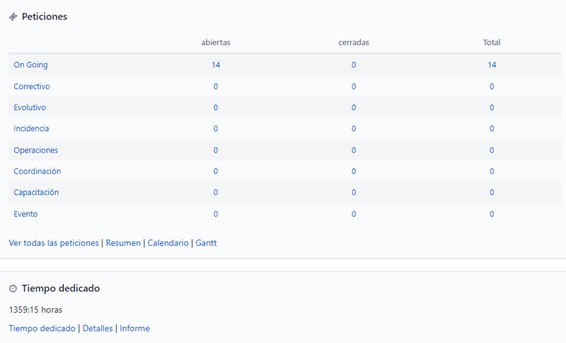 Peticiones
abiertas cerradas Total
On Going 14 0 14
Correctivo 0 0 0
Evolutivo 0 0 0
Incidencia 0 0 0
Operaciones 0 0 0
Coordinación 0 0 0
Capacitación 0 0 0
Evento 0 0 0
Ver todas las peticiones | Resumen | Calendario | Gantt
Tiempo dedicado
1359:15 horas
Tiempo dedicado | Detalles | Informe